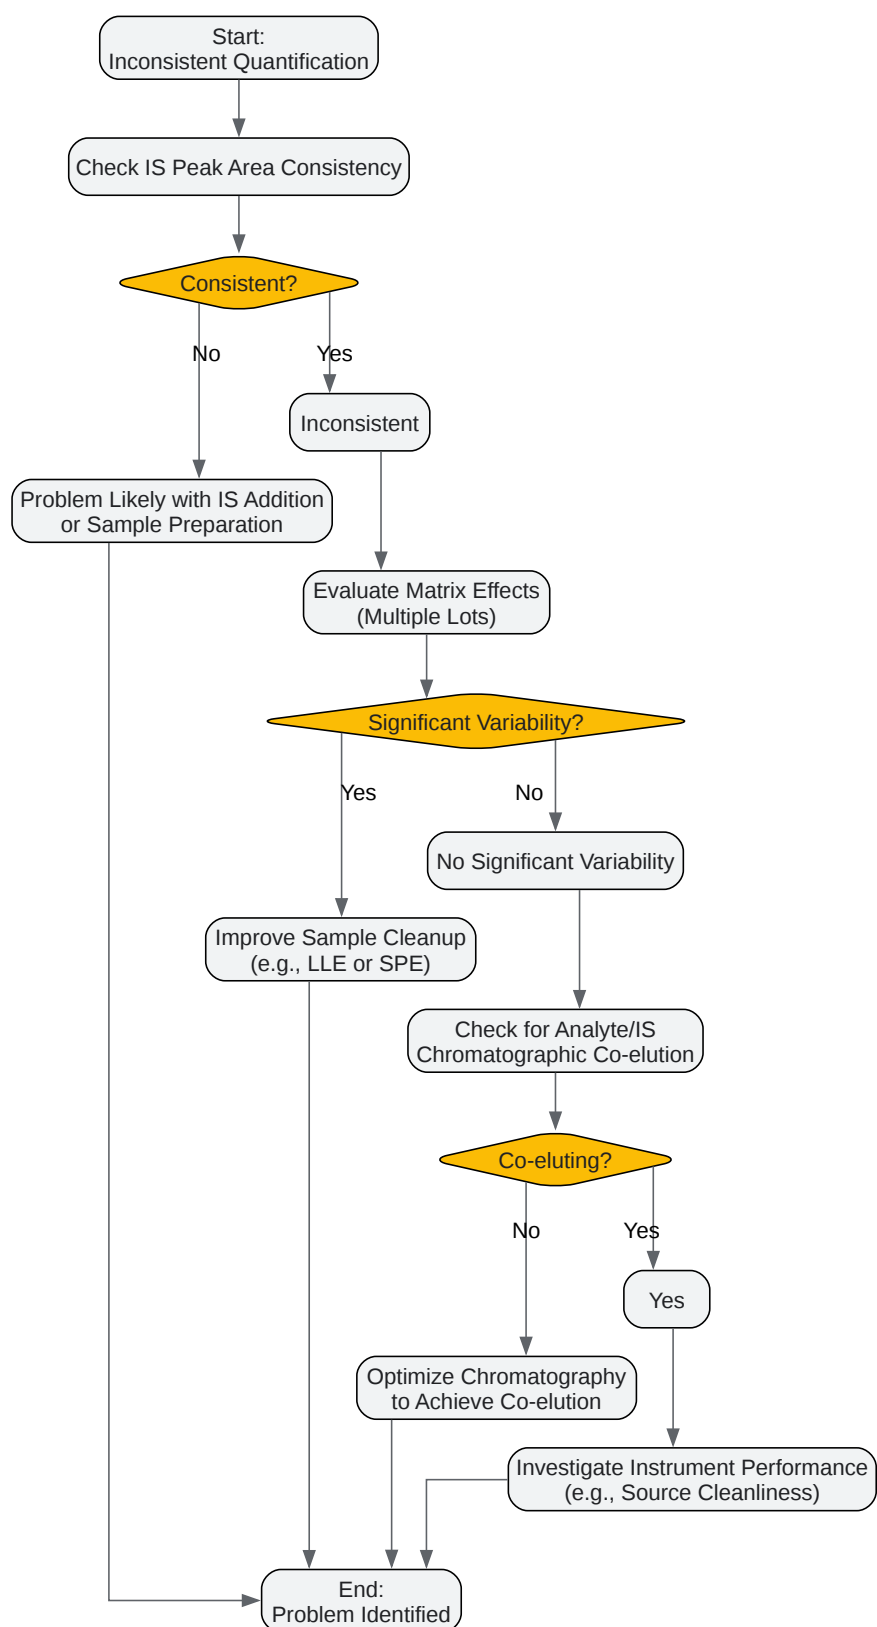 Start:
Inconsistent Quantification
Check IS Peak Area Consistency
Consistent?
No
Yes
Inconsistent
Problem Likely with IS Addition
or Sample Preparation
Evaluate Matrix Effects
(Multiple Lots)
Significant Variability?
Yes
No
No Significant Variability
Improve Sample Cleanup
(e.g., LLE or SPE)
Check for Analyte/IS
Chromatographic Co-elution
Co-eluting?
No
Yes
Yes
Optimize Chromatography
to Achieve Co-elution
Investigate Instrument Performance
(e.g., Source Cleanliness)
End:
Problem Identified